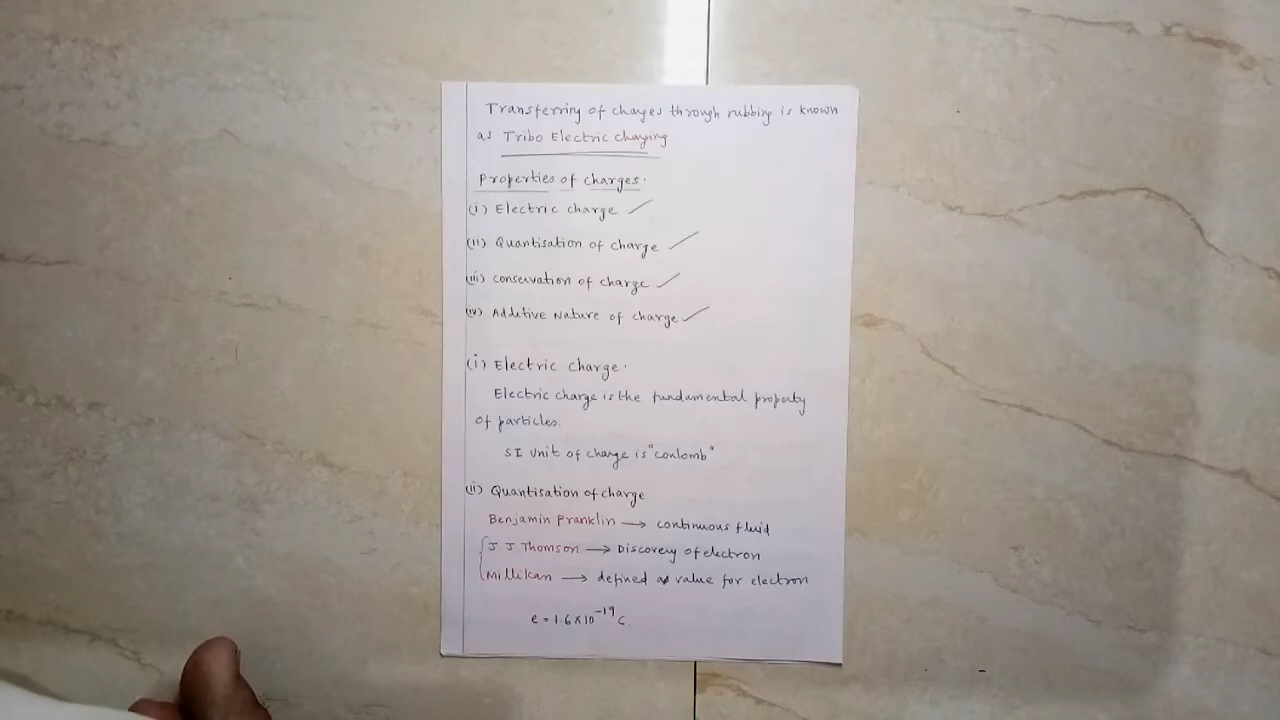 Transferring of charges through rubbing is known
as Tribo Electric charging
Properties of charges.
(i) Electric charge ✓
(ii) Quantisation of charge ✓
(iii) conservation of charge ✓
(iv) Additive Nature of charge ✓
(i) Electric charge.
Electric charge is the fundamental property
of particles.
SI unit of charge is "conlomb"
(ii) Quantisation of charge
Benjamin Franklin → continuous fluid
J J Thomson → Discovery of electron
Millikan → defined a value for electron
e = 1.6 x 10⁻¹⁹ C.